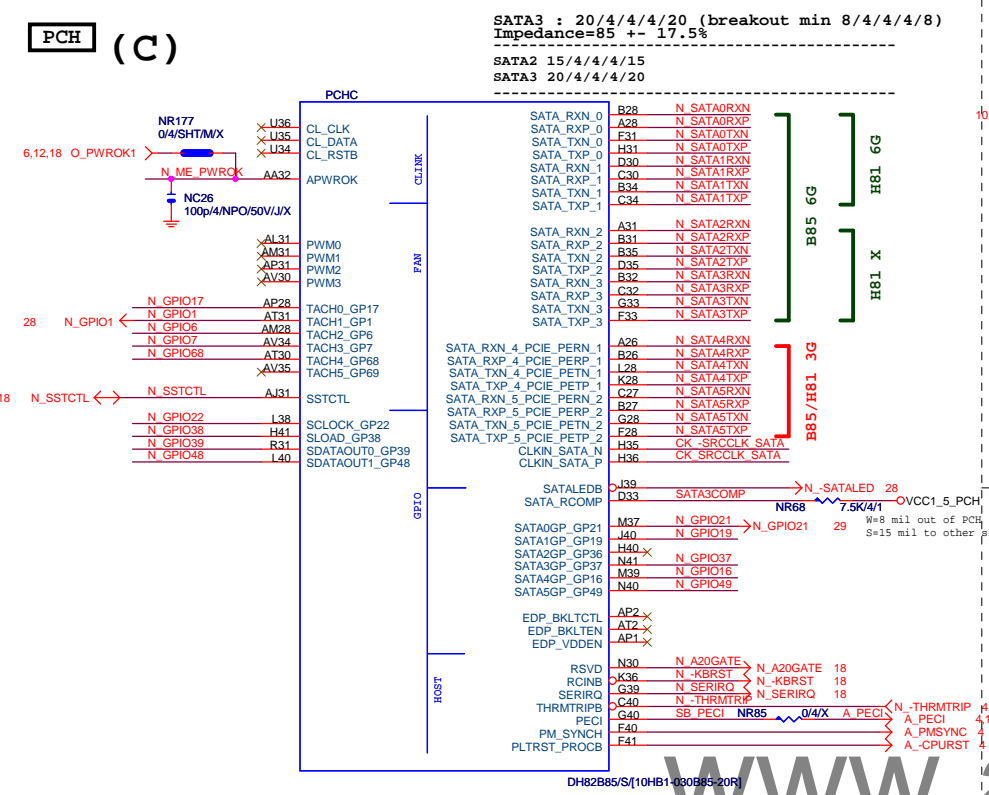 PCH (C)
SATA3 : 20/4/4/4/20 (breakout min 8/4/4/4/8)
Impedance=85 +- 17.5%
SATA2 15/4/4/4/15
SATA3 20/4/4/4/20
PCHC
NR177
0/4/SHT/M/X
6,12,18 O_PWROK1
N_ME_PWROK
NC26
100p/4/NPO/50V/J/X
U36 CL_CLK
U35 CL_DATA
U34 CL_RSTB
AA32 APWROK
CLINK
AL31 PWM0
AM31 PWM1
AP31 PWM2
AV30 PWM3
FAN
N_GPIO17 AP28 TACH0_GP17
28 N_GPIO1 N_GPIO1 AT31 TACH1_GP1
N_GPIO6 AM28 TACH2_GP6
N_GPIO7 AV34 TACH3_GP7
N_GPIO68 AT30 TACH4_GP68
AV35 TACH5_GP69
18 N_SSTCTL N_SSTCTL AJ31 SSTCTL
N_GPIO22 L38 SCLOCK_GP22
N_GPIO38 H41 SLOAD_GP38
N_GPIO39 R31 SDATAOUT0_GP39
N_GPIO48 L40 SDATAOUT1_GP48
GPIO
HOST
SATA_RXN_0 B28 N_SATA0RXN
SATA_RXP_0 A28 N_SATA0RXP
SATA_TXN_0 F31 N_SATA0TXN
SATA_TXP_0 H31 N_SATA0TXP
SATA_RXN_1 D30 N_SATA1RXN
SATA_RXP_1 C30 N_SATA1RXP
SATA_TXN_1 B34 N_SATA1TXN
SATA_TXP_1 C34 N_SATA1TXP
SATA_RXN_2 A31 N_SATA2RXN
SATA_RXP_2 B31 N_SATA2RXP
SATA_TXN_2 B35 N_SATA2TXN
SATA_TXP_2 D35 N_SATA2TXP
SATA_RXN_3 B32 N_SATA3RXN
SATA_RXP_3 C32 N_SATA3RXP
SATA_TXN_3 G33 N_SATA3TXN
SATA_TXP_3 F33 N_SATA3TXP
B85 6G
H81 6G
H81 X
10
SATA_RXN_4_PCIE_PERN_1 A26 N_SATA4RXN
SATA_RXP_4_PCIE_PERP_1 B26 N_SATA4RXP
SATA_TXN_4_PCIE_PETN_1 L28 N_SATA4TXN
SATA_TXP_4_PCIE_PETP_1 K28 N_SATA4TXP
SATA_RXN_5_PCIE_PERN_2 C27 N_SATA5RXN
SATA_RXP_5_PCIE_PERP_2 B27 N_SATA5RXP
SATA_TXN_5_PCIE_PETN_2 G28 N_SATA5TXN
SATA_TXP_5_PCIE_PETP_2 F28 N_SATA5TXP
B85/H81 3G
CLKIN_SATA_N H35 CK_-SRCCLK_SATA
CLKIN_SATA_P H36 CK_SRCCLK_SATA
SATALEDB J39 N_-SATALED 28
SATA_RCOMP D33 SATA3COMP NR68 7.5K/4/1 VCC1_5_PCH
W=8 mil out of PCH
S=15 mil to other
SATA0GP_GP21 M37 N_GPIO21 N_GPIO21 29
SATA1GP_GP19 J40 N_GPIO19
SATA2GP_GP36 H40
SATA3GP_GP37 N41 N_GPIO37
SATA4GP_GP16 M39 N_GPIO16
SATA5GP_GP49 N40 N_GPIO49
EDP_BKLTCTL AP2
EDP_BKLTEN AT2
EDP_VDDEN AP1
RSVD N30 N_A20GATE N_A20GATE 18
RCINB K36 N_-KBRST N_-KBRST 18
SERIRQ G39 N_SERIRQ N_SERIRQ 18
THRMTRIPB C40 N_-THRMTRIP N_-THRMTRIP 4
PECI G40 SB_PECI NR85 0/4/X A_PECI A_PECI 4,1
PM_SYNCH F40 A_PMSYNC 4
PLTRST_PROCB F41 A_-CPURST 4
DH82B85/S/[10HB1-030B85-20R]
www